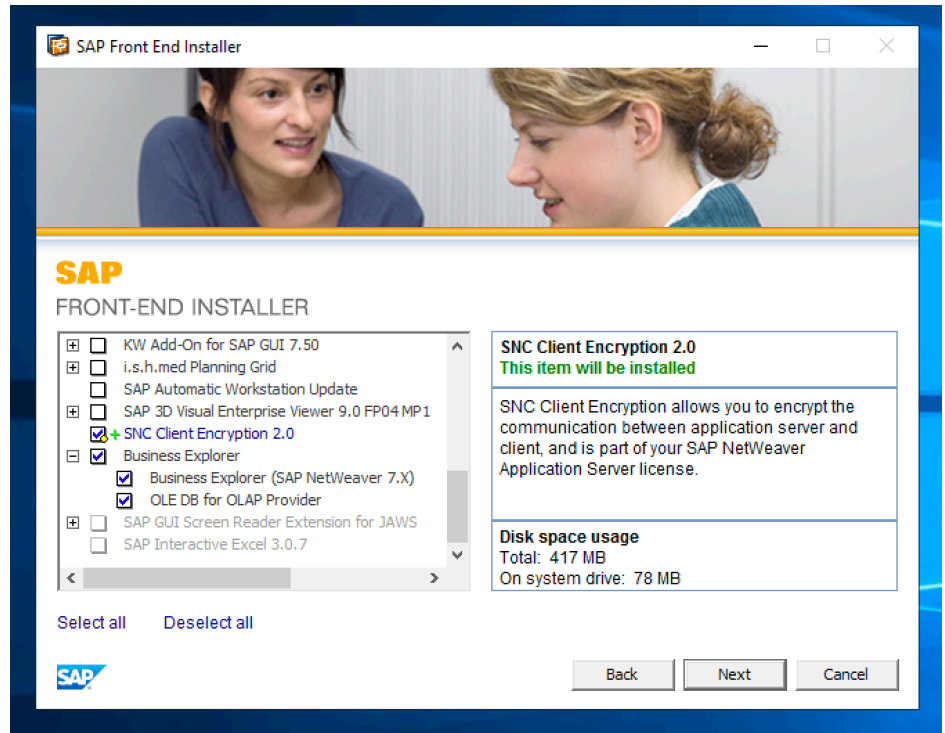 SAP Front End Installer
SAP
FRONT-END INSTALLER
KW Add-On for SAP GUI 7.50
i.s.h.med Planning Grid
SAP Automatic Workstation Update
SAP 3D Visual Enterprise Viewer 9.0 FP04 MP1
SNC Client Encryption 2.0
Business Explorer
Business Explorer (SAP NetWeaver 7.X)
OLE DB for OLAP Provider
SAP GUI Screen Reader Extension for JAWS
SAP Interactive Excel 3.0.7
SNC Client Encryption 2.0
This item will be installed
SNC Client Encryption allows you to encrypt the
communication between application server and
client, and is part of your SAP NetWeaver
Application Server license.
Disk space usage
Total: 417 MB
On system drive: 78 MB
Select all Deselect all
SAP
Back Next Cancel